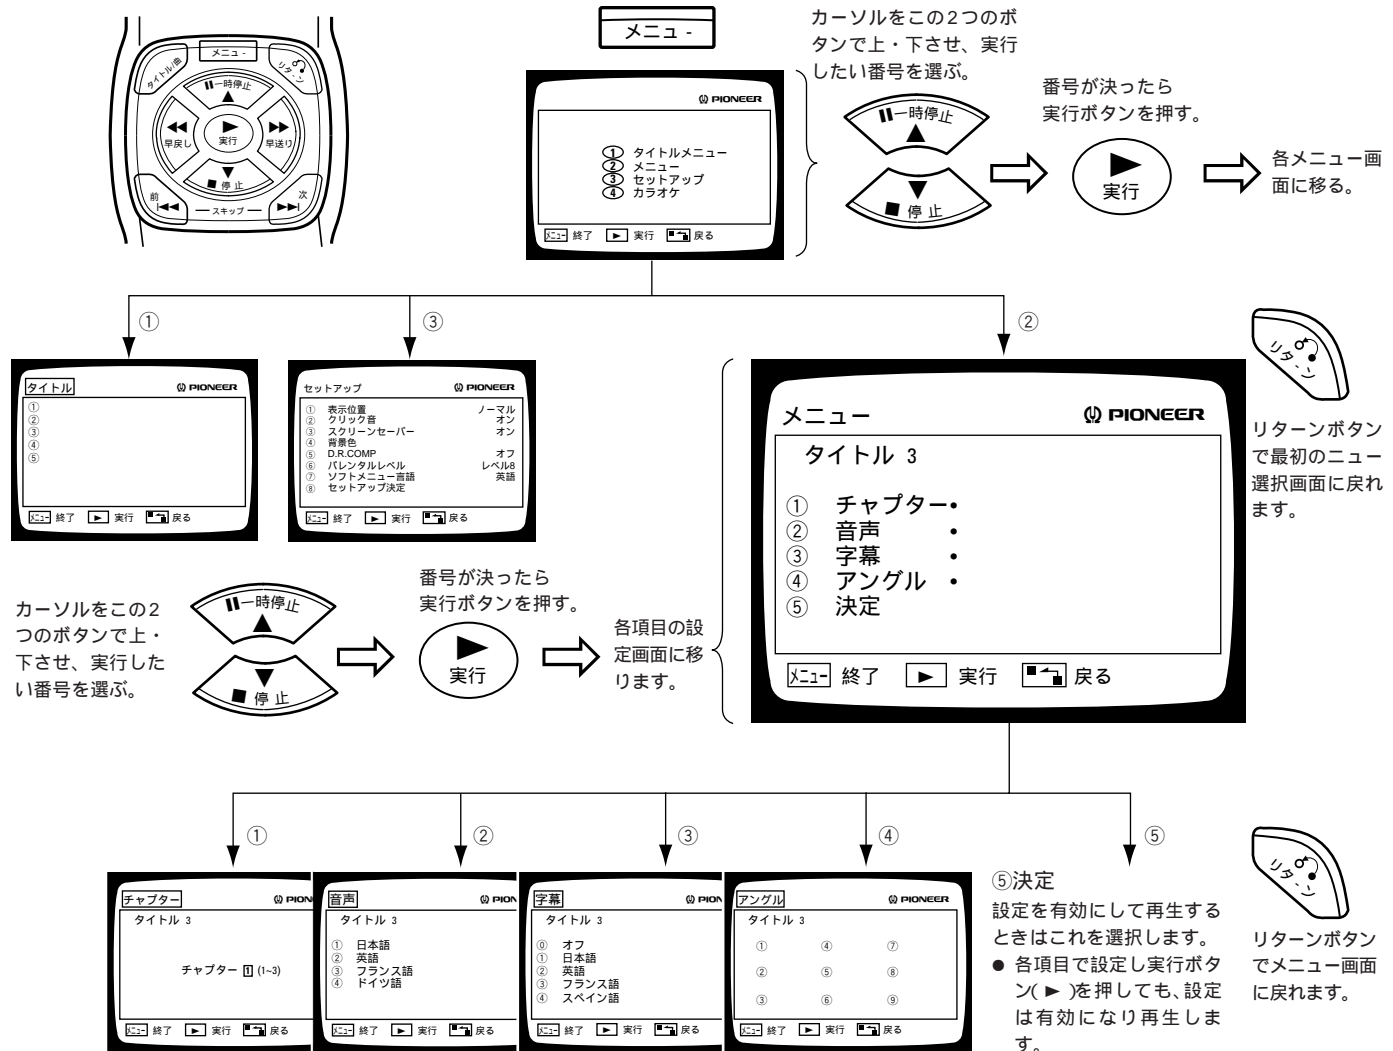 メニュ-
タイトル/曲
リタ-ン
一時停止
早戻し
実行
早送り
停 止
前
スキップ
次
メニュ -
カーソルをこの2つのボ
タンで上・下させ、実行
したい番号を選ぶ。
PIONEER
① タイトルメニュー
② メニュー
③ セットアップ
④ カラオケ
メニュー 終了 ► 実行 戻る
一時停止
停 止
番号が決ったら
実行ボタンを押す。
実行
各メニュー画
面に移る。
①
③
②
タイトル PIONEER
①
②
③
④
⑤
メニュー 終了 ► 実行 戻る
セットアップ PIONEER
① 表示位置 ノーマル
② クリック音 オン
③ スクリーンセーバー オン
④ 背景色
⑤ D.R.COMP オフ
⑥ パレンタルレベル レベル8
⑦ ソフトメニュー言語 英語
⑧ セットアップ決定
メニュー 終了 ► 実行 戻る
メニュー PIONEER
タイトル 3
① チャプター•
② 音声 •
③ 字幕 •
④ アングル •
⑤ 決定
メニュー 終了 ► 実行 戻る
リタ-ン
リターンボタン
で最初のニュー
選択画面に戻れ
ます。
カーソルをこの2
つのボタンで上・
下させ、実行した
い番号を選ぶ。
一時停止
停 止
番号が決ったら
実行ボタンを押す。
実行
各項目の設
定画面に移
ります。
①
②
③
④
⑤
チャプター PION
タイトル 3
チャプター 1 (1~3)
メニュー 終了 ► 実行 戻る
音声 PION
タイトル 3
① 日本語
② 英語
③ フランス語
④ ドイツ語
メニュー 終了 ► 実行 戻る
字幕 PION
タイトル 3
⓪ オフ
① 日本語
② 英語
③ フランス語
④ スペイン語
メニュー 終了 ► 実行 戻る
アングル PIONEER
タイトル 3
① ④ ⑦
② ⑤ ⑧
③ ⑥ ⑨
メニュー 終了 ► 実行 戻る
⑤決定
設定を有効にして再生する
ときはこれを選択します。
● 各項目で設定し実行ボタ
ン( ► )を押しても、設定
は有効になり再生しま
す。
リタ-ン
リターンボタン
でメニュー画面
に戻れます。